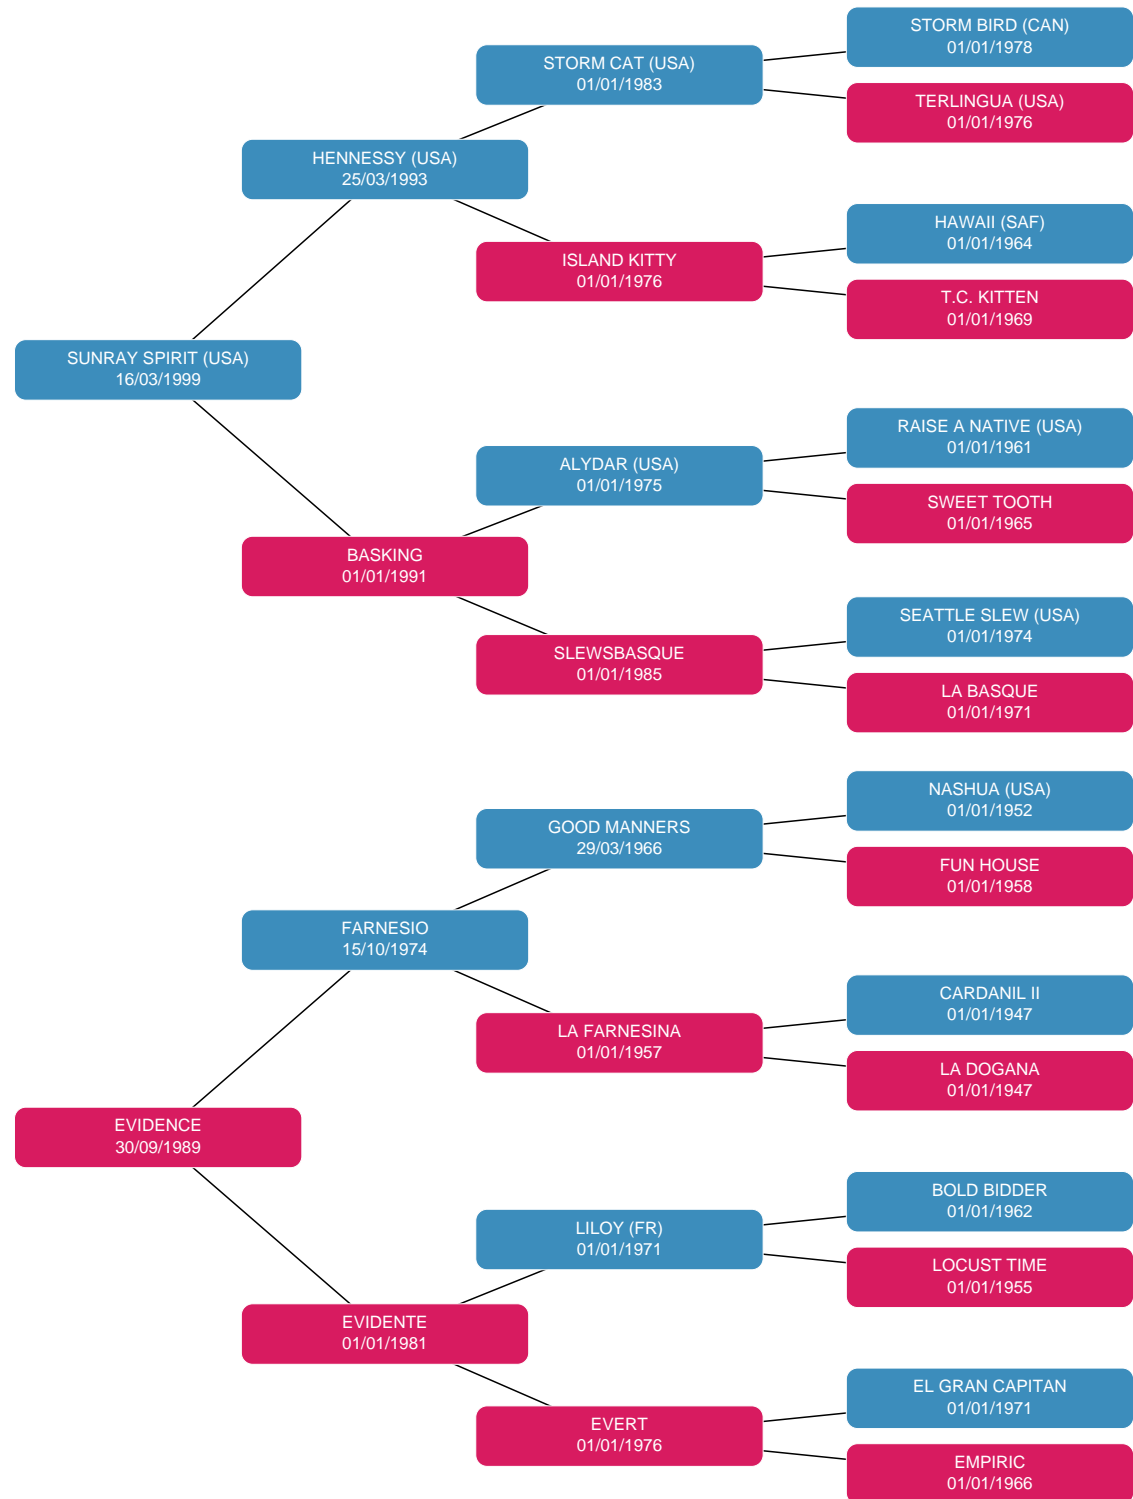 STORM BIRD (CAN)
01/01/1978
STORM CAT (USA)
01/01/1983
TERLINGUA (USA)
01/01/1976
HENNESSY (USA)
25/03/1993
HAWAII (SAF)
01/01/1964
ISLAND KITTY
01/01/1976
T.C. KITTEN
01/01/1969
SUNRAY SPIRIT (USA)
16/03/1999
RAISE A NATIVE (USA)
01/01/1961
ALYDAR (USA)
01/01/1975
SWEET TOOTH
01/01/1965
BASKING
01/01/1991
SEATTLE SLEW (USA)
01/01/1974
SLEWSBASQUE
01/01/1985
LA BASQUE
01/01/1971
NASHUA (USA)
01/01/1952
GOOD MANNERS
29/03/1966
FUN HOUSE
01/01/1958
FARNESIO
15/10/1974
CARDANIL II
01/01/1947
LA FARNESINA
01/01/1957
LA DOGANA
01/01/1947
EVIDENCE
30/09/1989
BOLD BIDDER
01/01/1962
LILOY (FR)
01/01/1971
LOCUST TIME
01/01/1955
EVIDENTE
01/01/1981
EL GRAN CAPITAN
01/01/1971
EVERT
01/01/1976
EMPIRIC
01/01/1966